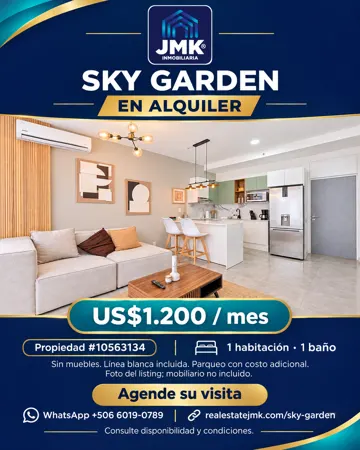 JMK®
INMOBILIARIA
SKY GARDEN
EN ALQUILER
US$1.200 / mes
Propiedad #10563134
1 habitación · 1 baño
Sin muebles. Línea blanca incluida. Parqueo con costo adicional.
Foto del listing; mobiliario no incluido.
Agende su visita
WhatsApp +506 6019-0789
realestatejmk.com/sky-garden
Consulte disponibilidad y condiciones.